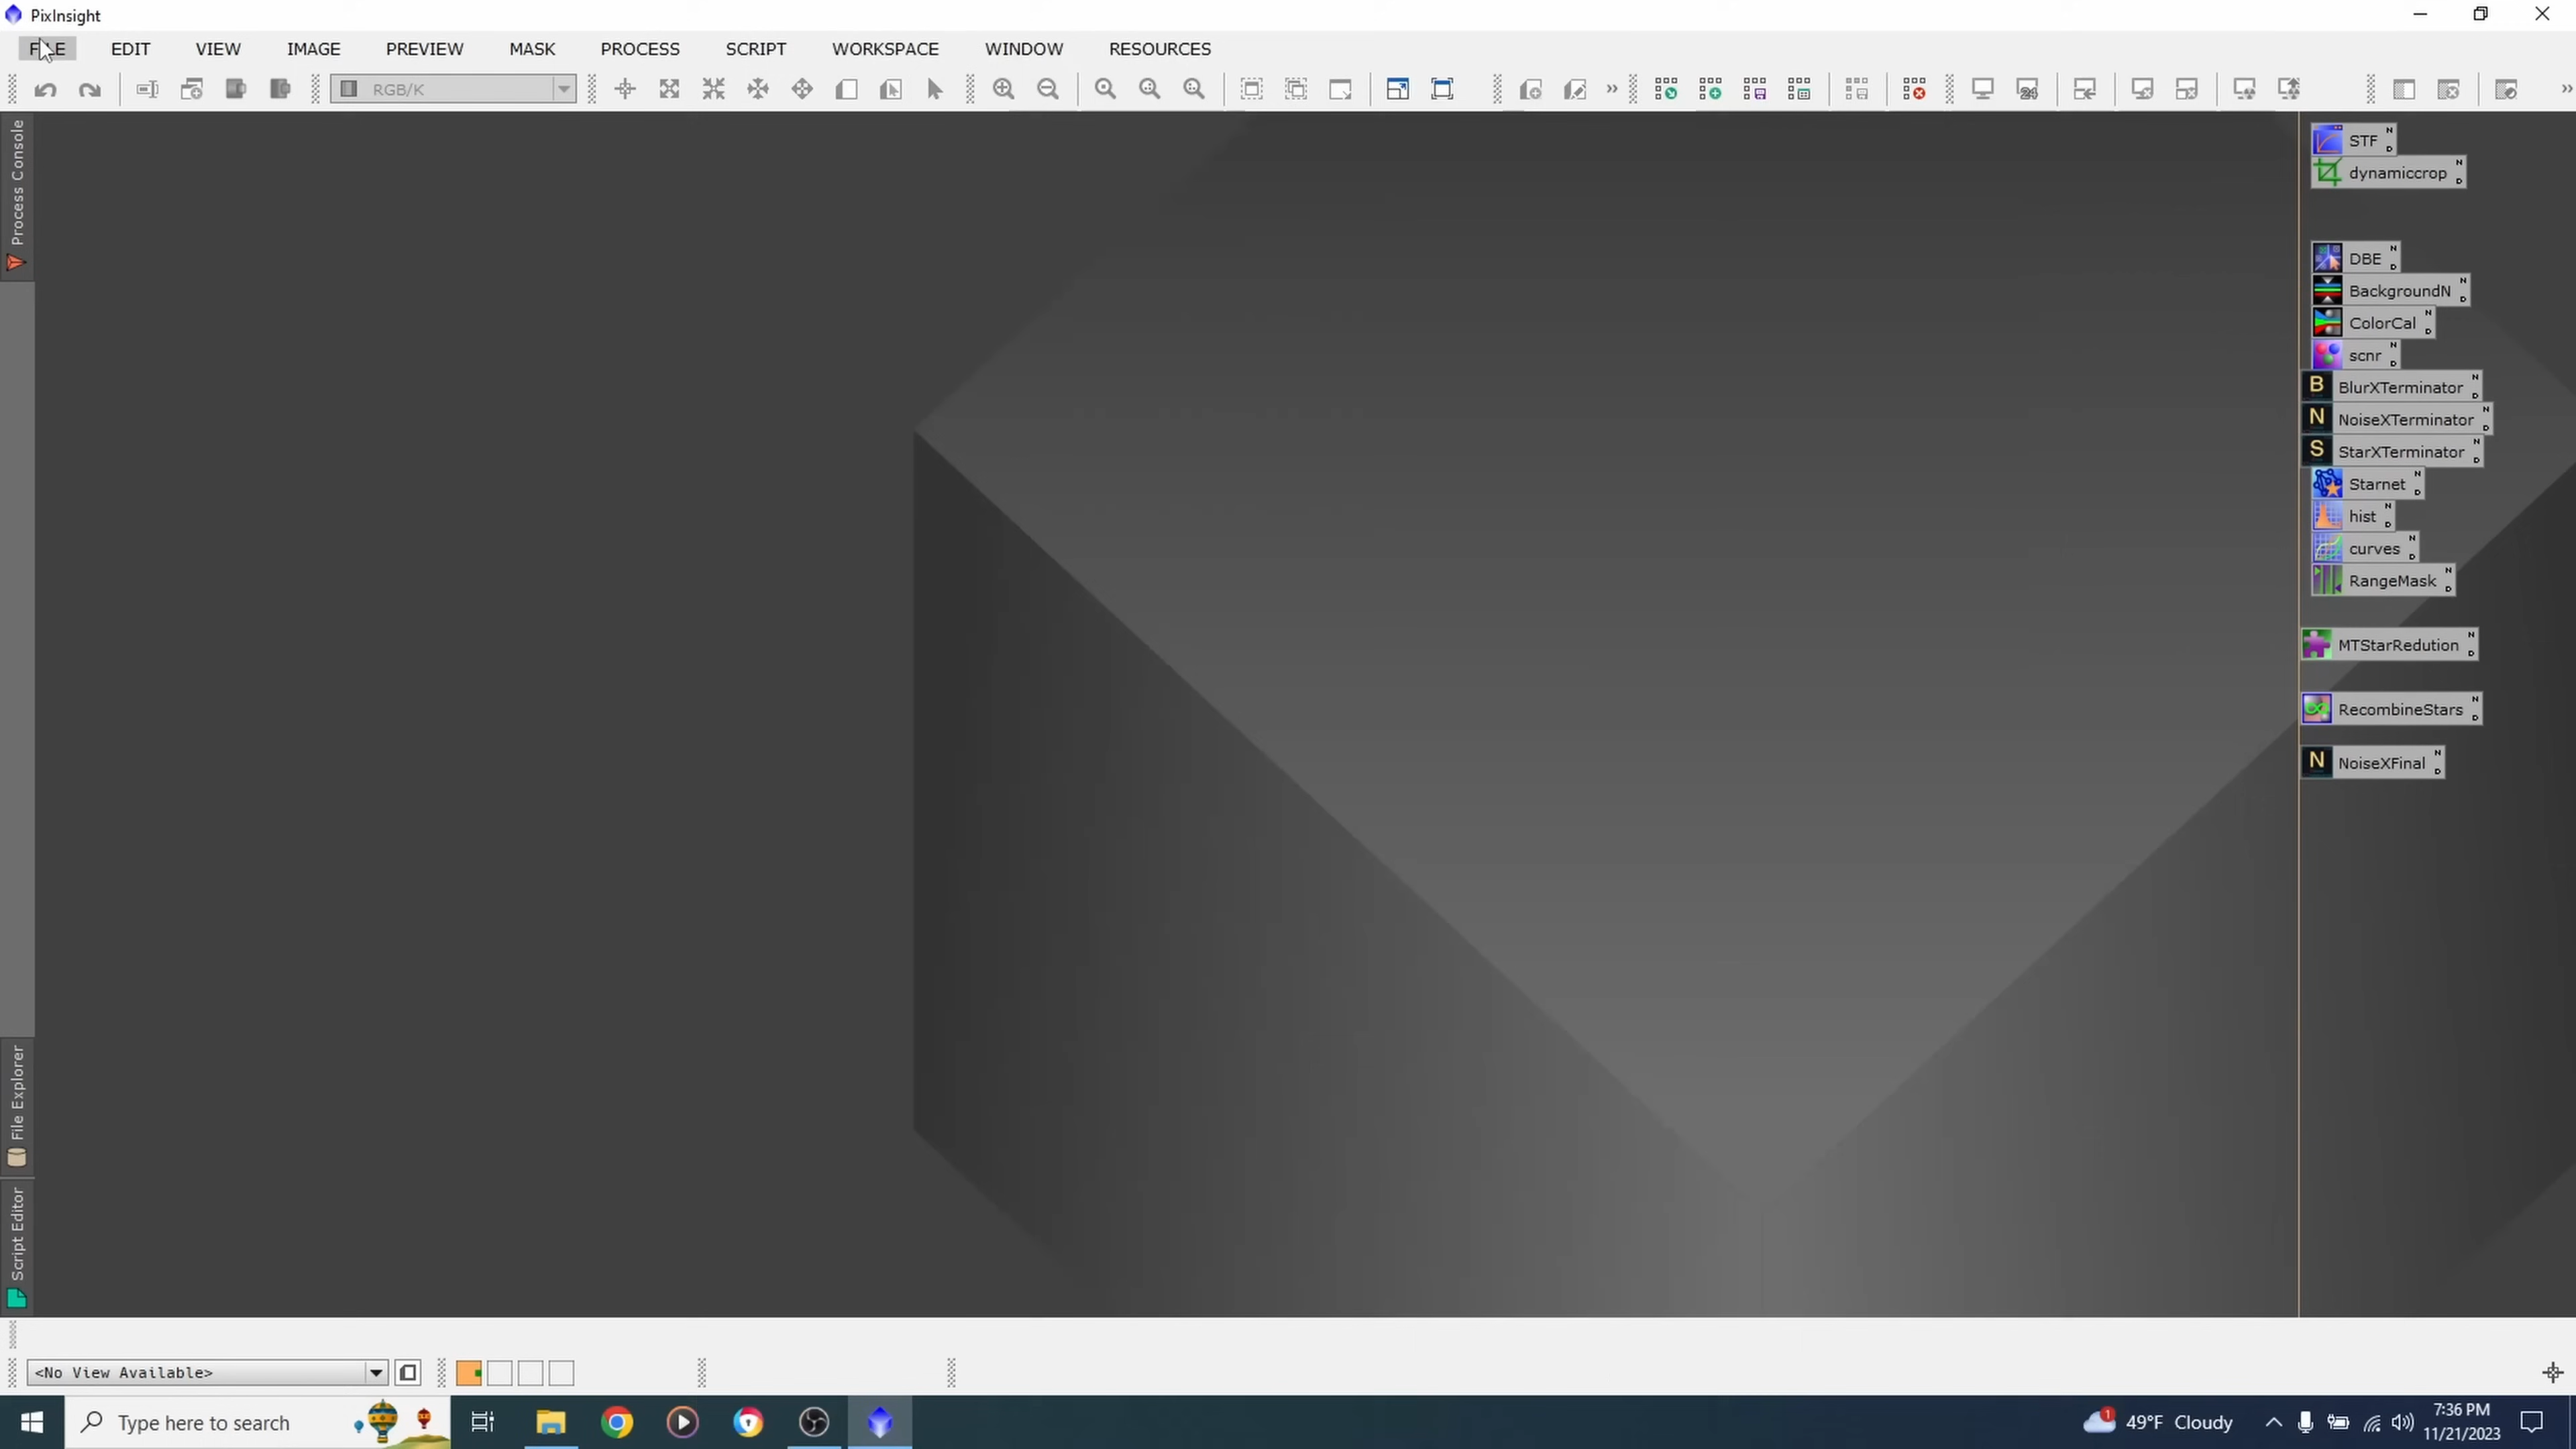 PixInsight
FILE EDIT VIEW IMAGE PREVIEW MASK PROCESS SCRIPT WORKSPACE WINDOW RESOURCES
RGB/K
24
Process Console
File Explorer
Script Editor
STF N D
dynamiccrop N D
DBE N D
BackgroundN N D
ColorCal N D
scnr N D
B BlurXTerminator N D
N NoiseXTerminator N D
S StarXTerminator N D
Starnet N D
hist N D
curves N D
RangeMask N D
MTStarRedution N D
RecombineStars N D
N NoiseXFinal N D
<No View Available>
Type here to search
1 49°F Cloudy
7:36 PM
11/21/2023